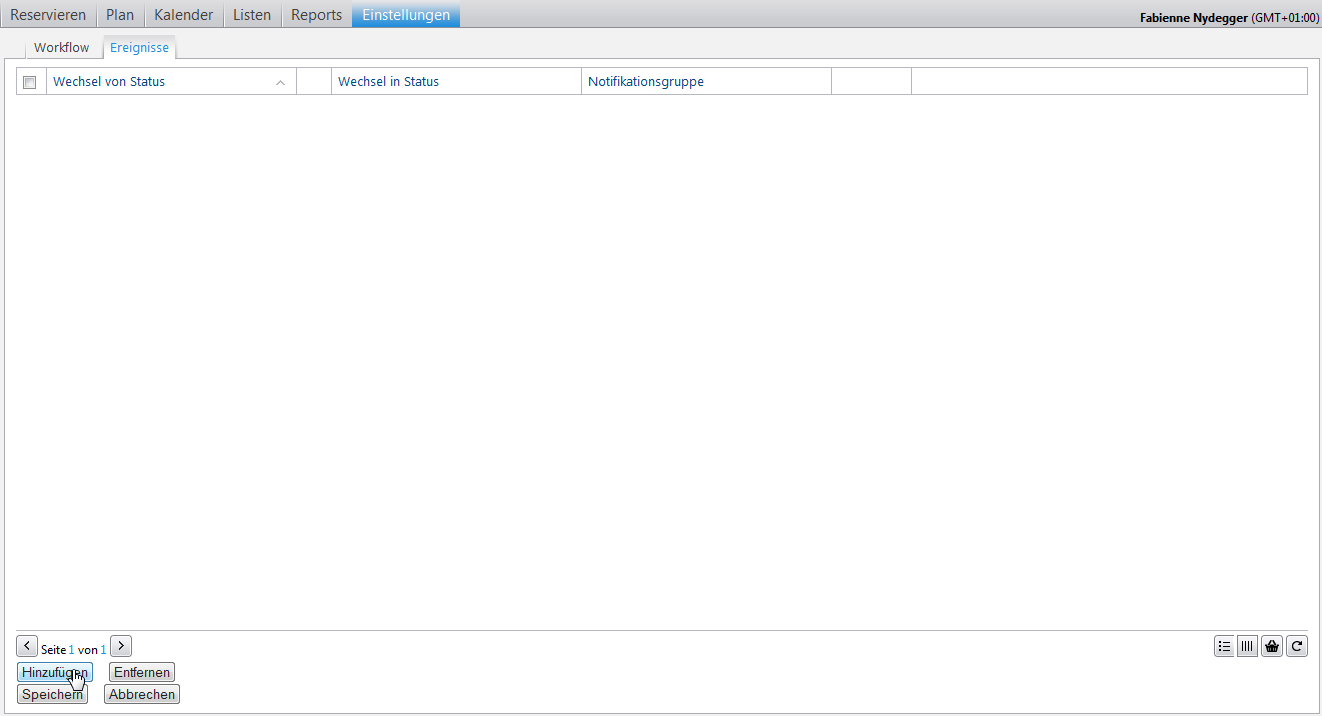 Reservieren Plan Kalender Listen Reports Einstellungen Fabienne Nydegger (GMT+01:00)
Workflow Ereignisse
Wechsel von Status Wechsel in Status Notifikationsgruppe
Seite 1 von 1
Hinzufügen Entfernen
Speichern Abbrechen